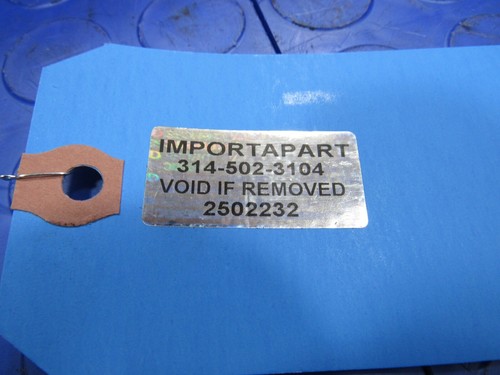 IMPORTAPART
314-502-3104
VOID IF REMOVED
2502232